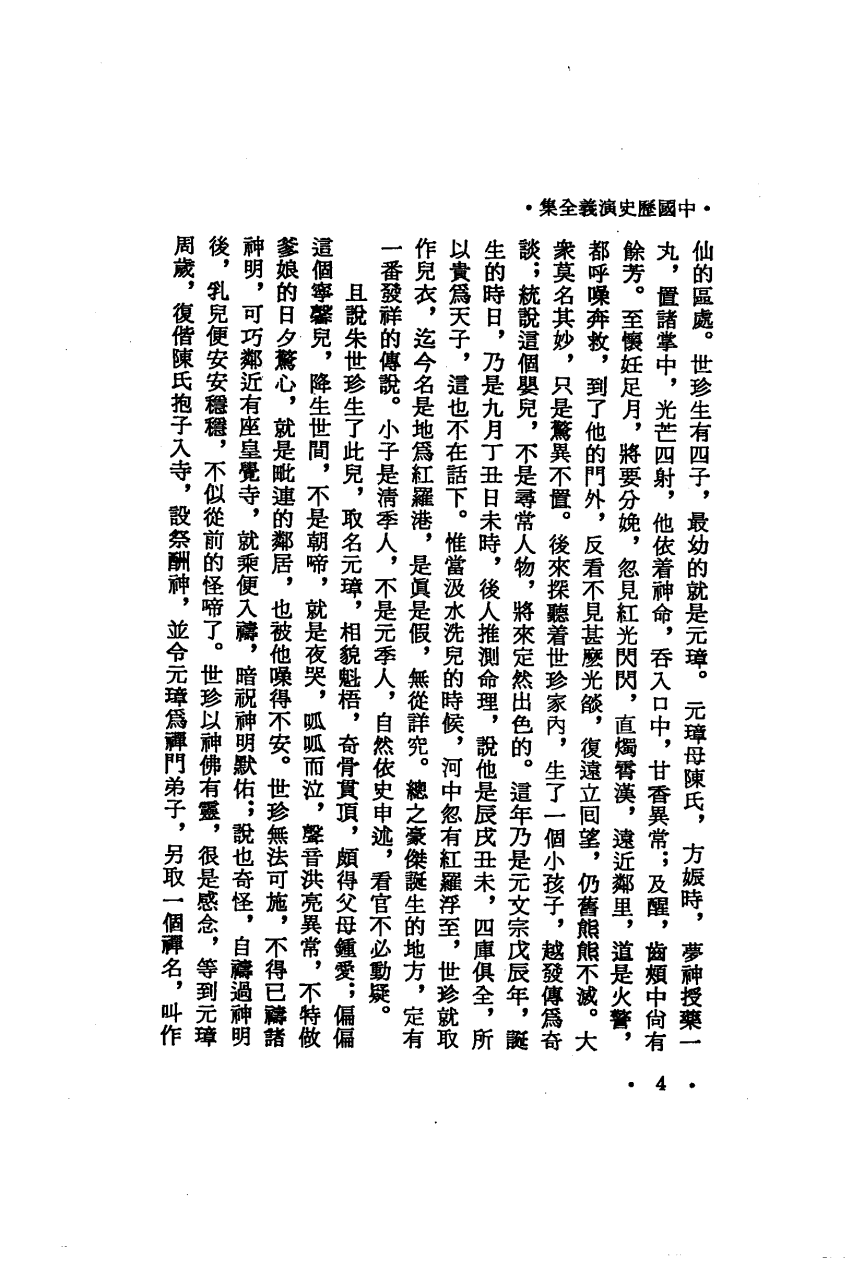 ・中國歷史演義全集・
仙的區處。世珍生有四子，最幼的就是元璋。元璋母陳氏，方娠時，夢神授藥一
丸，置諸掌中，光芒四射，他依着神命，吞入口中，甘香異常；及醒，齒頰中尙有
餘芳。至懷妊足月，將要分娩，忽見紅光閃閃，直燭霄漢，遠近鄰里，道是火警，
都呼噪奔救，到了他的門外，反看不見甚麼光燄，復遠立回望，仍舊熊熊不滅。大
衆莫名其妙，只是驚異不置。後來探聽着世珍家內，生了一個小孩子，越發傳爲奇
談；統說這個嬰兒，不是尋常人物，將來定然出色的。這年乃是元文宗戊辰年，誕
生的時日，乃是九月丁丑日未時，後人推測命理，說他是辰戌丑未，四庫俱全，所
以貴爲天子，這也不在話下。惟當汲水洗兒的時候，河中忽有紅羅浮至，世珍就取
作兒衣，迄今名是地爲紅羅港，是眞是假，無從詳究。總之豪傑誕生的地方，定有
一番發祥的傳說。小子是清季人，不是元季人，自然依史申述，看官不必動疑。
且說朱世珍生了此兒，取名元璋，相貌魁梧，奇骨貫頂，頗得父母鍾愛；偏偏
這個寧馨兒，降生世間，不是朝啼，就是夜哭，呱呱而泣，聲音洪亮異常，不特做
爹娘的日夕驚心，就是毗連的鄰居，也被他噪得不安。世珍無法可施，不得已禱諸
神明，可巧鄰近有座皇覺寺，就乘便入禱，暗祝神明默佑；說也奇怪，自禱過神明
後，乳兒便安安穩穩，不似從前的怪啼了。世珍以神佛有靈，很是感念，等到元璋
周歲，復偕陳氏抱子入寺，設祭酬神，並令元璋爲禪門弟子，另取一個禪名，叫作
・4・